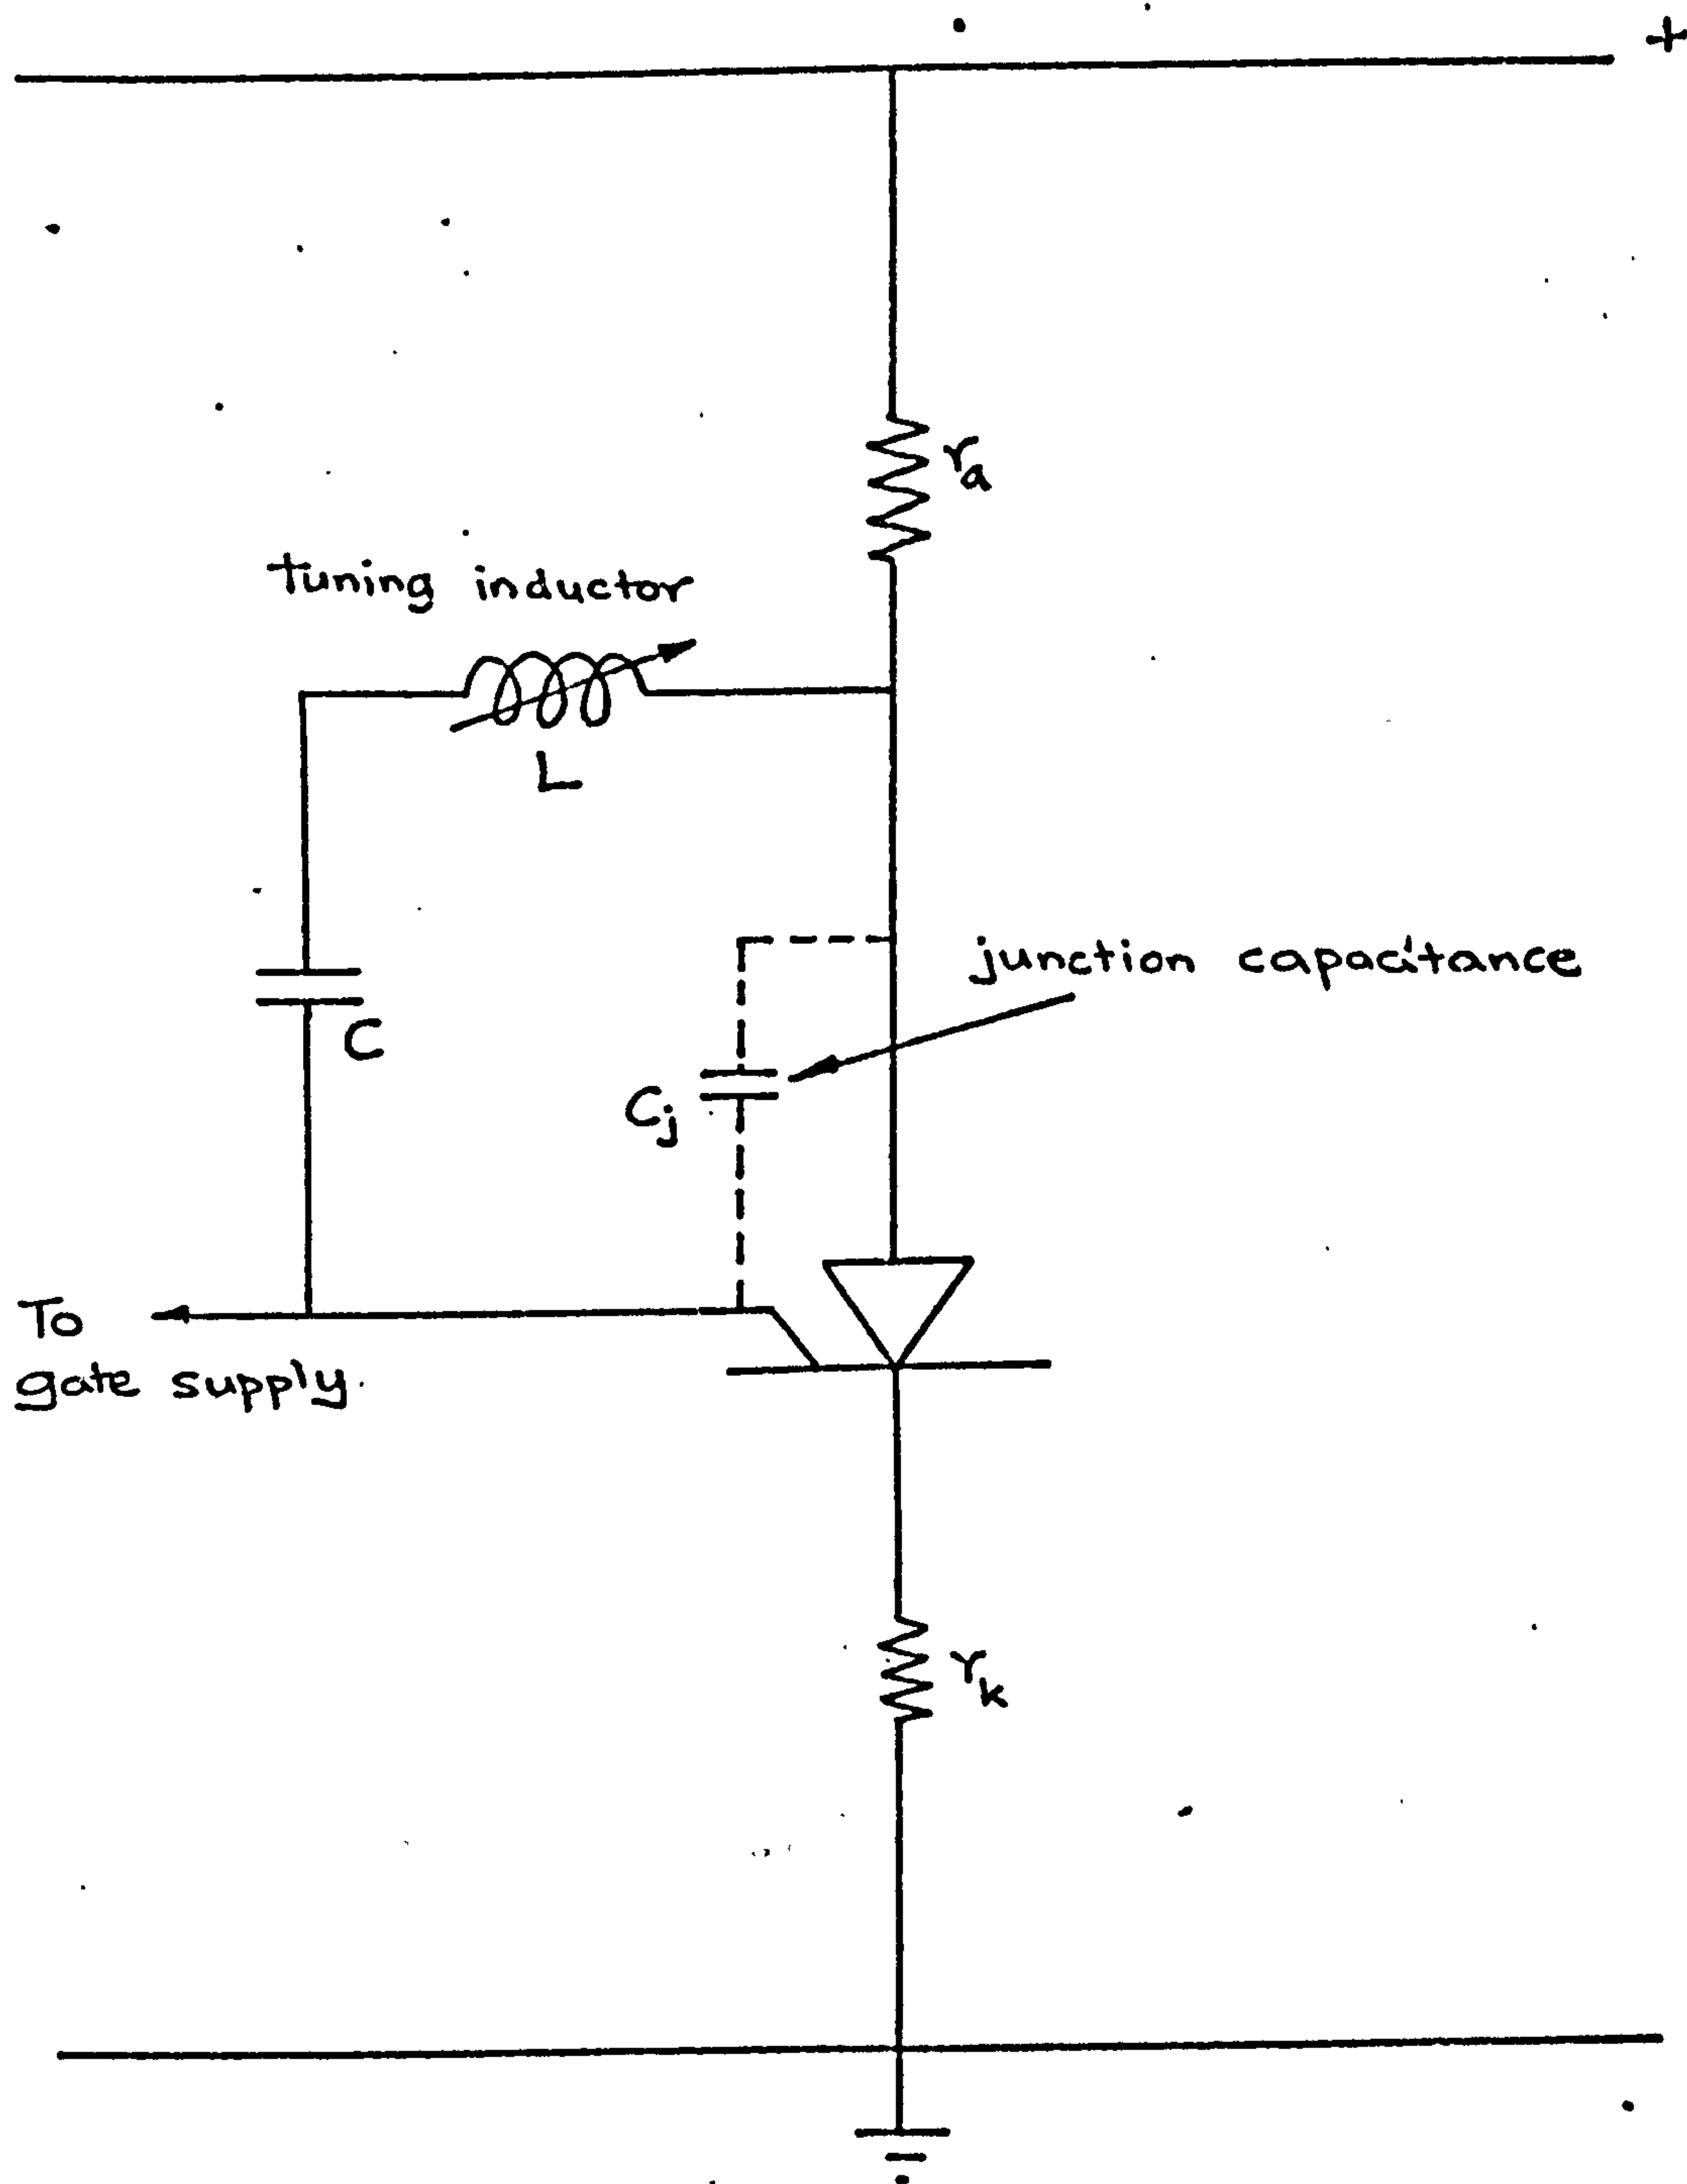 +
rₐ
tuning inductor
L
junction capacitance
C
Cⱼ
To
gate supply.
rₖ